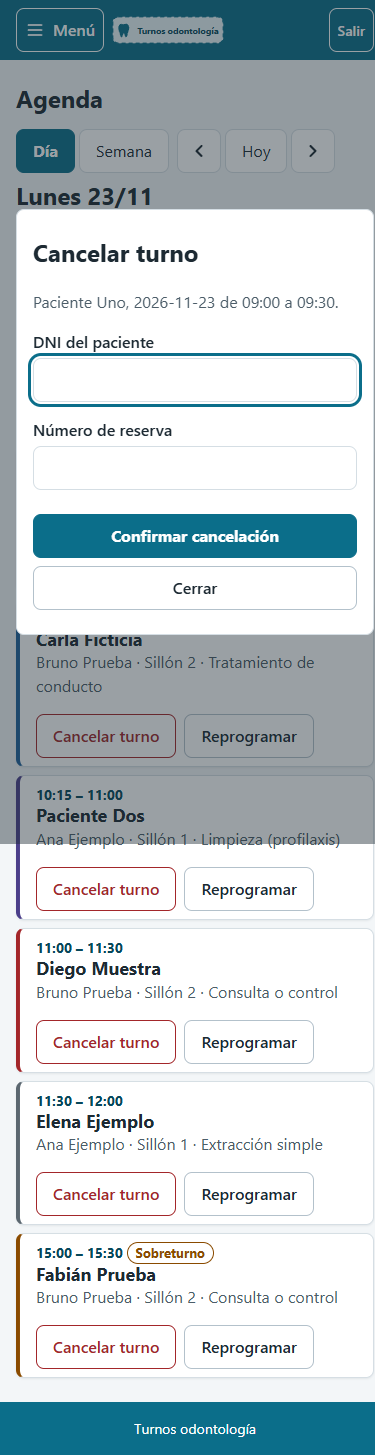 Menú
Turnos odontología
Salir
Agenda
Día
Semana
Hoy
Lunes 23/11
Cancelar turno
Paciente Uno, 2026-11-23 de 09:00 a 09:30.
DNI del paciente
Número de reserva
Confirmar cancelación
Cerrar
Carla Ficticia
Bruno Prueba · Sillón 2 · Tratamiento de
conducto
Cancelar turno
Reprogramar
10:15 – 11:00
Paciente Dos
Ana Ejemplo · Sillón 1 · Limpieza (profilaxis)
Cancelar turno
Reprogramar
11:00 – 11:30
Diego Muestra
Bruno Prueba · Sillón 2 · Consulta o control
Cancelar turno
Reprogramar
11:30 – 12:00
Elena Ejemplo
Ana Ejemplo · Sillón 1 · Extracción simple
Cancelar turno
Reprogramar
15:00 – 15:30 Sobreturno
Fabián Prueba
Bruno Prueba · Sillón 2 · Consulta o control
Cancelar turno
Reprogramar
Turnos odontología